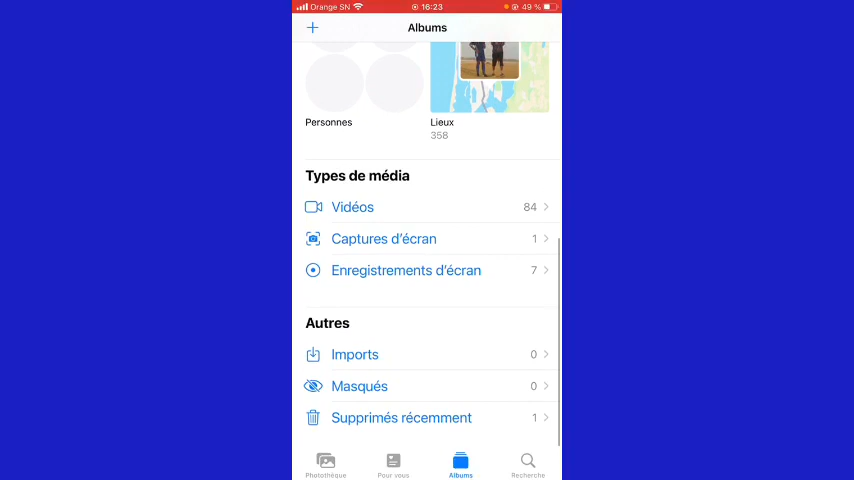 Orange SN 16:23 49 %
+ Albums
Personnes Lieux
358
Types de média
Vidéos 84
Captures d’écran 1
Enregistrements d’écran 7
Autres
Imports 0
Masqués 0
Supprimés récemment 1
Photothèque Pour vous Albums Recherche